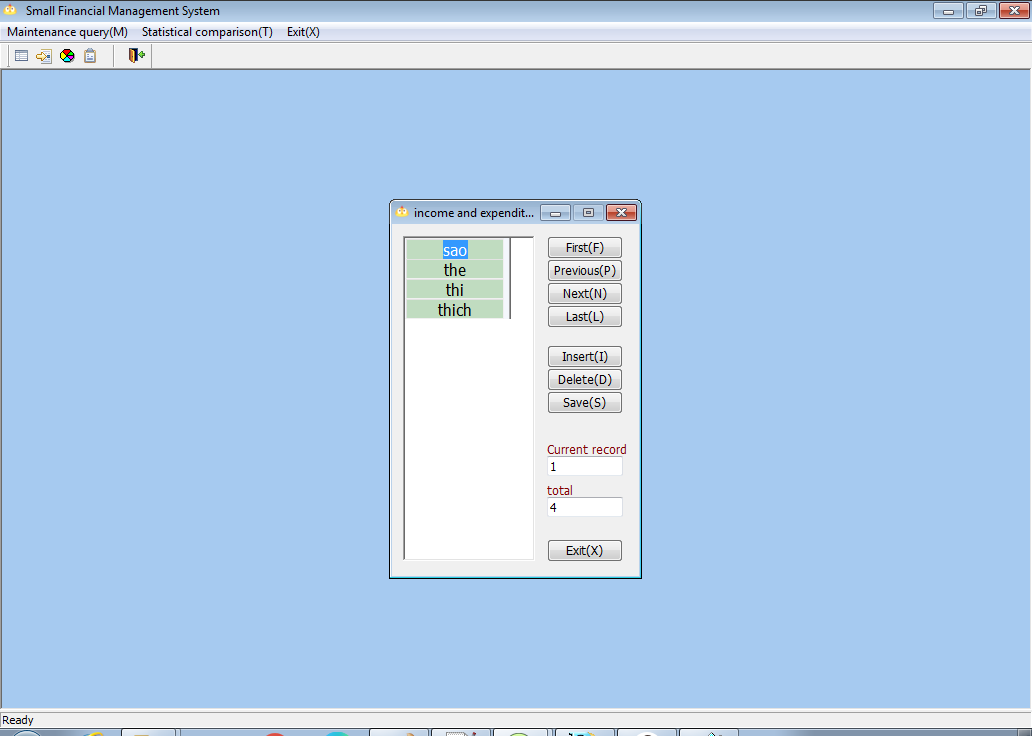 Small Financial Management System
Maintenance query(M) Statistical comparison(T) Exit(X)
income and expendit...
sao
the
thi
thich
First(F)
Previous(P)
Next(N)
Last(L)
Insert(I)
Delete(D)
Save(S)
Current record
1
total
4
Exit(X)
Ready